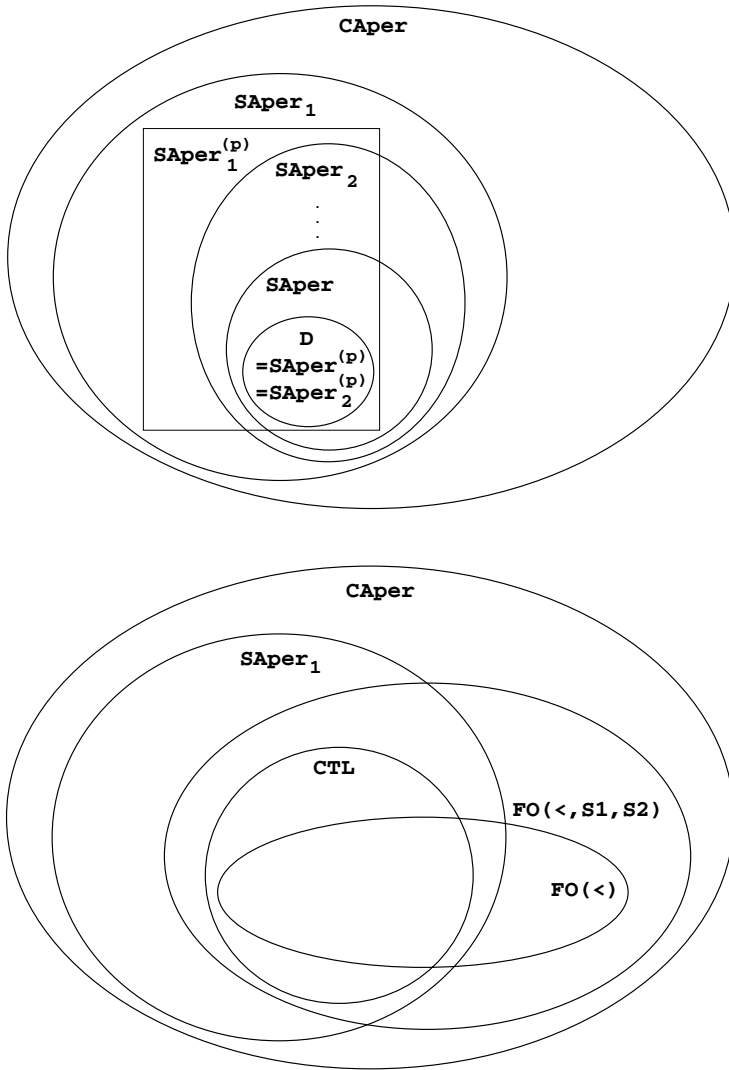 CAper
SAper₁
SAper₁⁽ᵖ⁾
SAper₂
.
.
.
SAper
D
=SAper⁽ᵖ⁾
=SAper₂⁽ᵖ⁾
CAper
SAper₁
CTL
FO(<,S1,S2)
FO(<)